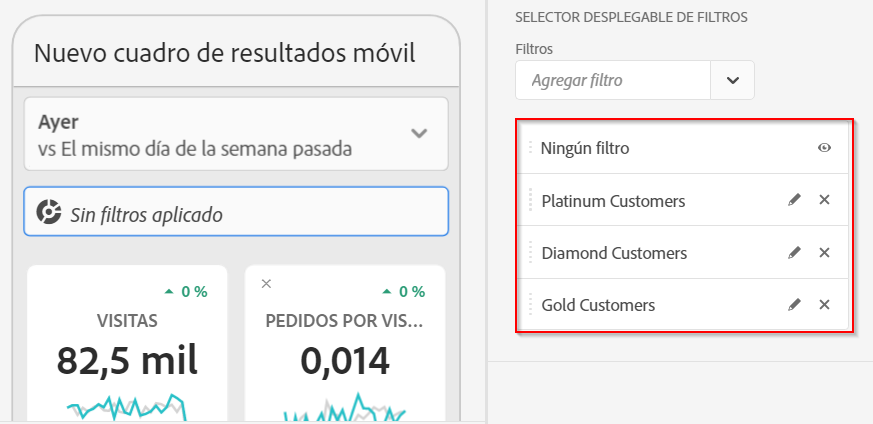 Nuevo cuadro de resultados móvil
Ayer
vs El mismo día de la semana pasada
Sin filtros aplicado
0 %
VISITAS
82,5 mil
0 %
PEDIDOS POR VIS...
0,014
SELECTOR DESPLEGABLE DE FILTROS
Filtros
Agregar filtro
Ningún filtro
Platinum Customers
Diamond Customers
Gold Customers